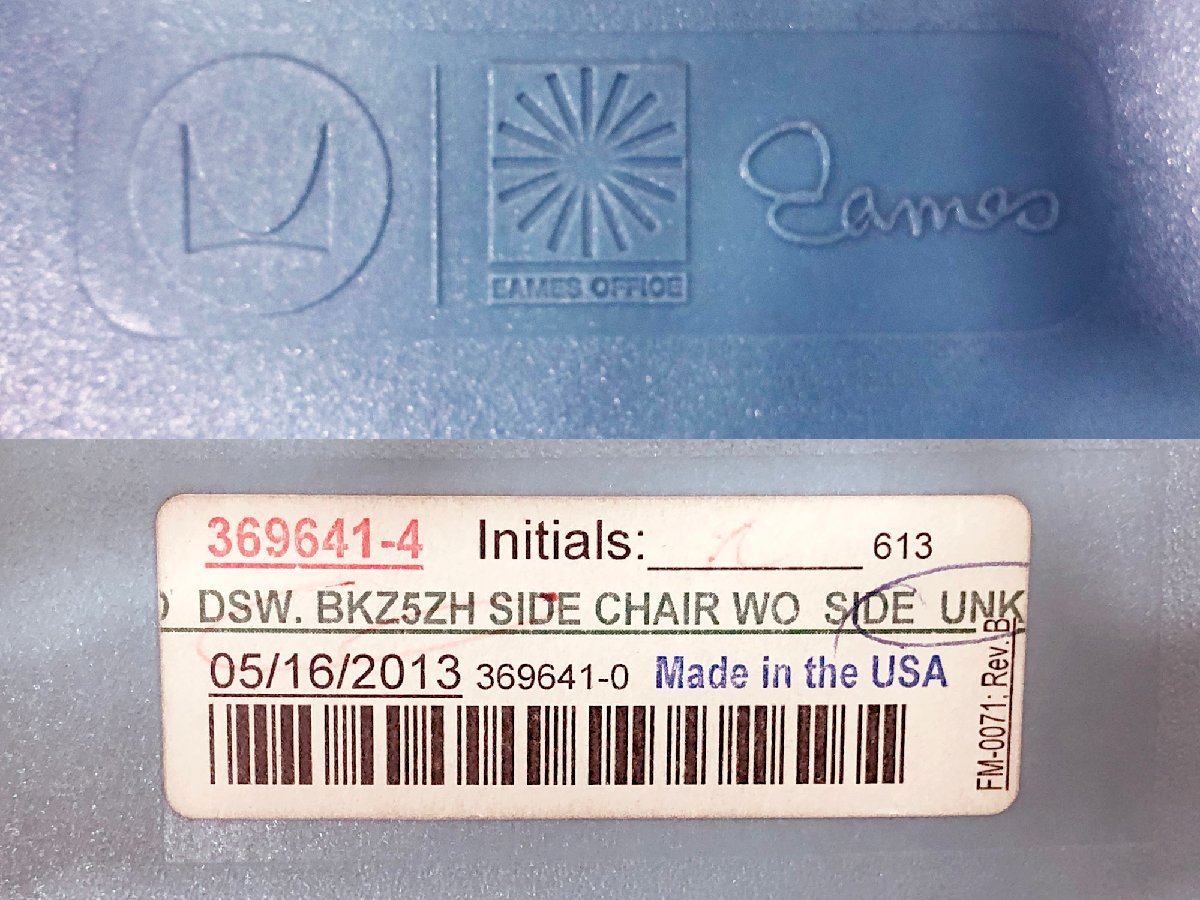 EAMES OFFICE
Eames
369641-4 Initials: 613
DSW. BKZ5ZH SIDE CHAIR WO SIDE UNK
05/16/2013 369641-0 Made in the USA
FM-0071; Rev. B